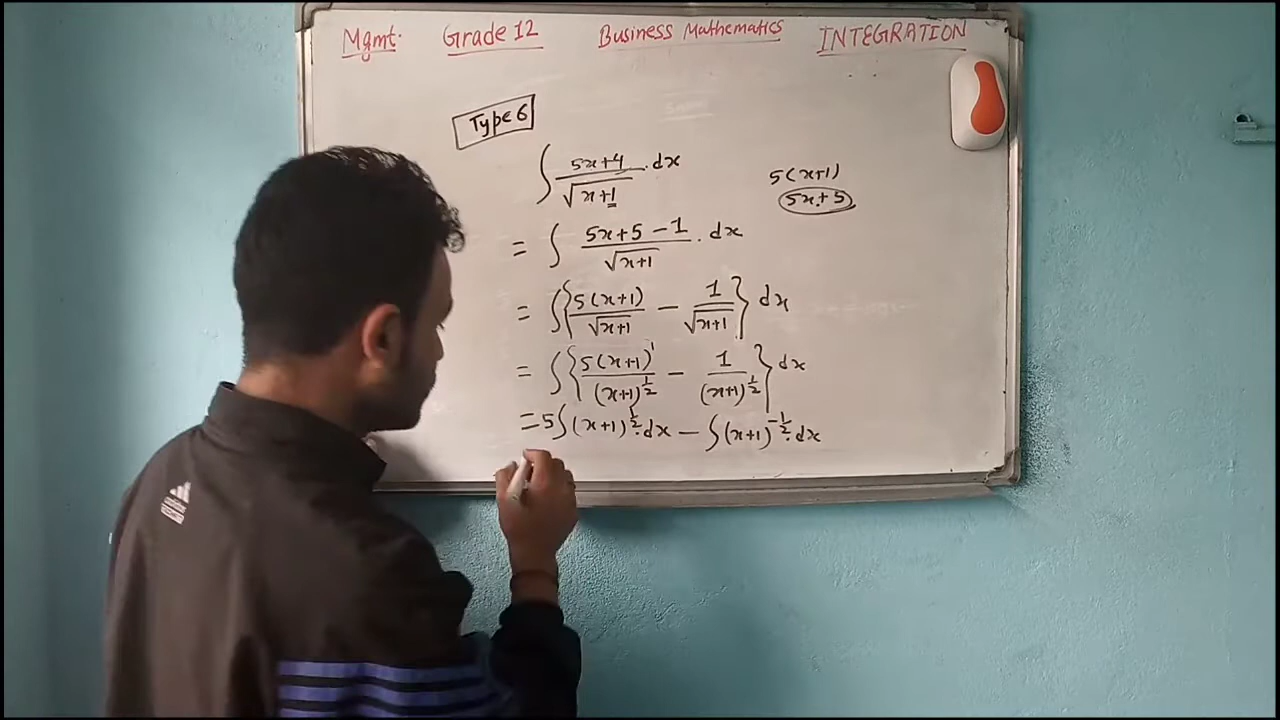 Mgmt. Grade 12 Business Mathematics INTEGRATION
Type 6
∫ (5x+4)/√(x+1) . dx
5(x+1)
5x+5
= ∫ (5x+5-1)/√(x+1) . dx
= ∫ {5(x+1)/√(x+1) - 1/√(x+1)} dx
= ∫ {5(x+1)^1/(x+1)^(1/2) - 1/(x+1)^(1/2)} dx
= 5∫(x+1)^(1/2) . dx - ∫(x+1)^(-1/2) . dx